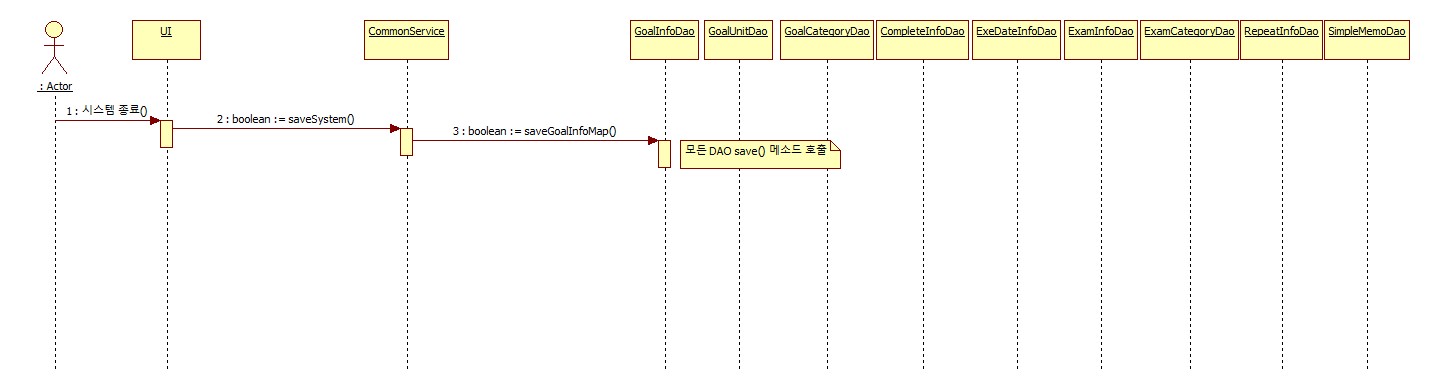 UI
CommonService
GoalInfoDao
GoalUnitDao
GoalCategoryDao
CompleteInfoDao
ExeDateInfoDao
ExamInfoDao
ExamCategoryDao
RepeatInfoDao
SimpleMemoDao
: Actor
1 : 시스템 종료()
2 : boolean := saveSystem()
3 : boolean := saveGoalInfoMap()
모든 DAO save() 메소드 호출